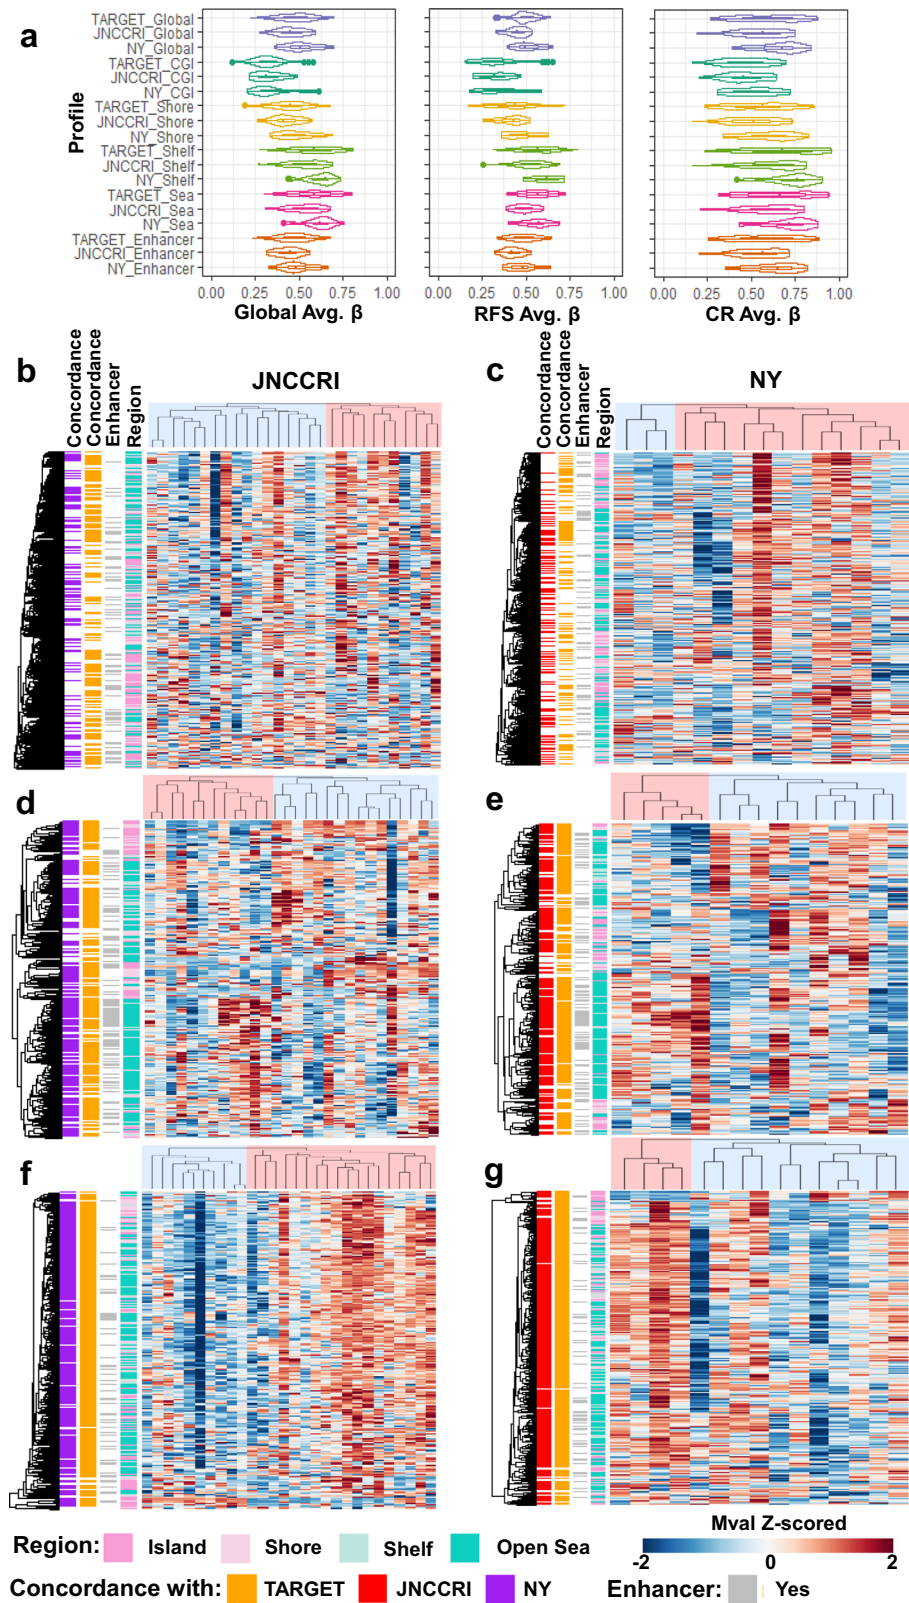 a
Profile
TARGET_Global
JNCCRI_Global
NY_Global
TARGET_CGI
JNCCRI_CGI
NY_CGI
TARGET_Shore
JNCCRI_Shore
NY_Shore
TARGET_Shelf
JNCCRI_Shelf
NY_Shelf
TARGET_Sea
JNCCRI_Sea
NY_Sea
TARGET_Enhancer
JNCCRI_Enhancer
NY_Enhancer
0.00 0.25 0.50 0.75 1.00 0.00 0.25 0.50 0.75 1.00 0.00 0.25 0.50 0.75 1.00
Global Avg. β RFS Avg. β CR Avg. β
b
Concordance
Concordance
Enhancer
Region
JNCCRI
c
Concordance
Concordance
Enhancer
Region
NY
d
e
f
g
Mval Z-scored
-2 0 2
Region: Island Shore Shelf Open Sea
Concordance with: TARGET JNCCRI NY Enhancer: Yes